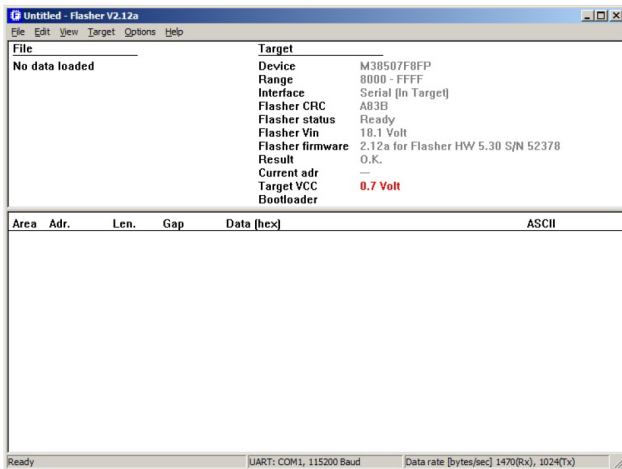 Untitled - Flasher V2.12a
File Edit View Target Options Help
File
No data loaded
Target
Device M38507F8FP
Range 8000 - FFFF
Interface Serial (In Target)
Flasher CRC A83B
Flasher status Ready
Flasher Vin 18.1 Volt
Flasher firmware 2.12a for Flasher HW 5.30 S/N 52378
Result O.K.
Current adr ---
Target VCC 0.7 Volt
Bootloader
Area Adr. Len. Gap Data (hex) ASCII
Ready UART: COM1, 115200 Baud Data rate [bytes/sec] 1470(Rx), 1024(Tx)